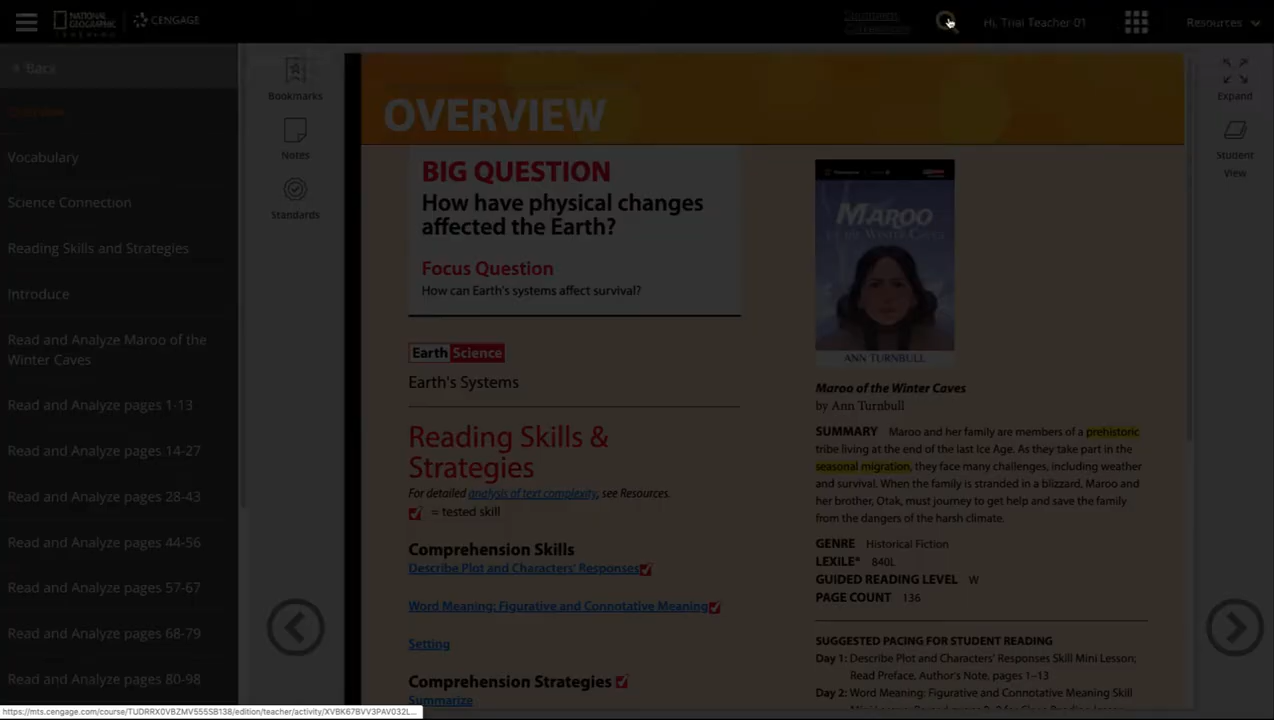 NATIONAL
GEOGRAPHIC
LEARNING
CENGAGE
Hi, Trial Teacher 01
Resources
Back
Overview
Vocabulary
Science Connection
Reading Skills and Strategies
Introduce
Read and Analyze Maroo of the
Winter Caves
Read and Analyze pages 1-13
Read and Analyze pages 14-27
Read and Analyze pages 28-43
Read and Analyze pages 44-56
Read and Analyze pages 57-67
Read and Analyze pages 68-79
Read and Analyze pages 80-98
Bookmarks
Notes
Standards
OVERVIEW
BIG QUESTION
How have physical changes
affected the Earth?
Focus Question
How can Earth's systems affect survival?
Earth Science
Earth's Systems
Reading Skills &
Strategies
For detailed analysis of text complexity, see Resources.
= tested skill
Comprehension Skills
Describe Plot and Characters' Responses
Word Meaning: Figurative and Connotative Meaning
Setting
Comprehension Strategies
Summarize
MAROO
OF THE WINTER CAVES
ANN TURNBULL
Maroo of the Winter Caves
by Ann Turnbull
SUMMARY Maroo and her family are members of a prehistoric
tribe living at the end of the last Ice Age. As they take part in the
seasonal migration, they face many challenges, including weather
and survival. When the family is stranded in a blizzard, Maroo and
her brother, Otak, must journey to get help and save the family
from the dangers of the harsh climate.
GENRE Historical Fiction
LEXILE® 840L
GUIDED READING LEVEL W
PAGE COUNT 136
SUGGESTED PACING FOR STUDENT READING
Day 1: Describe Plot and Characters' Responses Skill Mini Lesson;
Read Preface, Author's Note, pages 1–13
Day 2: Word Meaning: Figurative and Connotative Meaning Skill
Expand
Student
View
https://mts.cengage.com/course/TUDRRX0VBZMV555S8138/edition/teacher/activity/XVBK67BVV3PAV032L...